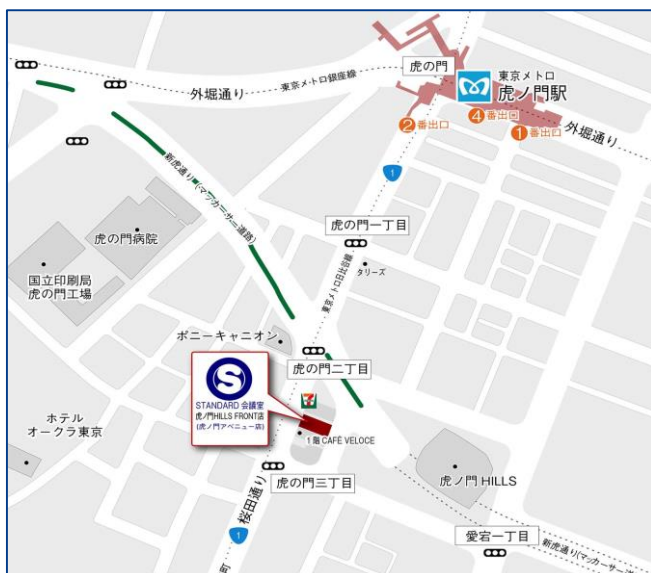 虎の門
東京メトロ
虎ノ門駅
外堀通り
東京メトロ銀座線
2番出口
4番出口
1番出口
外堀通り
1
新虎通り(マッカーサー道路)
虎の門病院
国立印刷局
虎の門工場
虎の門一丁目
タリーズ
東京メトロ日比谷線
ポニーキャニオン
虎の門二丁目
S
STANDARD 会議室
虎ノ門HILLS FRONT店
(虎ノ門アベニュー店)
7
ホテル
オークラ東京
1階 CAFÉ VELOCE
虎の門三丁目
虎ノ門 HILLS
桜田通り
1
愛宕一丁目
新虎通り(マッカーサー道
町